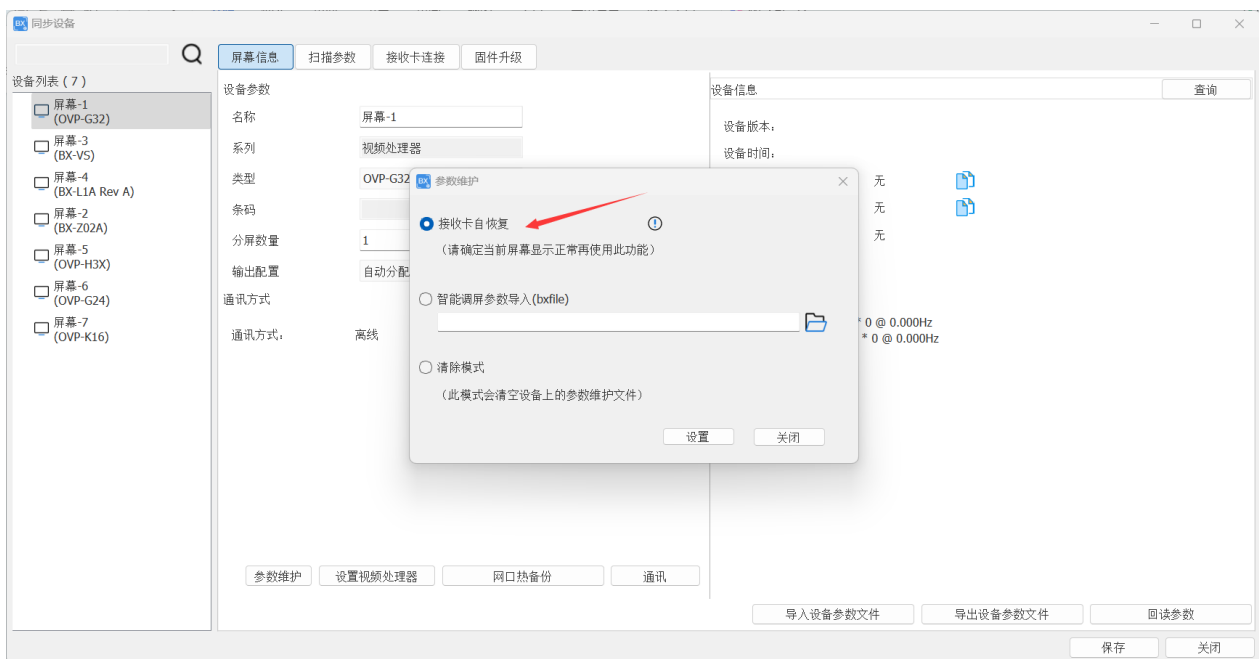 BX 同步设备
屏幕信息 扫描参数 接收卡连接 固件升级
设备列表 ( 7 )
屏幕-1
(OVP-G32)
屏幕-3
(BX-VS)
屏幕-4
(BX-L1A Rev A)
屏幕-2
(BX-Z02A)
屏幕-5
(OVP-H3X)
屏幕-6
(OVP-G24)
屏幕-7
(OVP-K16)
设备参数
名称 屏幕-1
系列 视频处理器
类型 OVP-G32
条码
分屏数量 1
输出配置 自动分配
通讯方式
通讯方式: 离线
设备信息 查询
设备版本:
设备时间:
无
无
无
* 0 @ 0.000Hz
* 0 @ 0.000Hz
BX 参数维护
接收卡自恢复
(请确定当前屏幕显示正常再使用此功能)
智能调屏参数导入(bxfile)
清除模式
(此模式会清空设备上的参数维护文件)
设置 关闭
参数维护 设置视频处理器 网口热备份 通讯
导入设备参数文件 导出设备参数文件 回读参数
保存 关闭